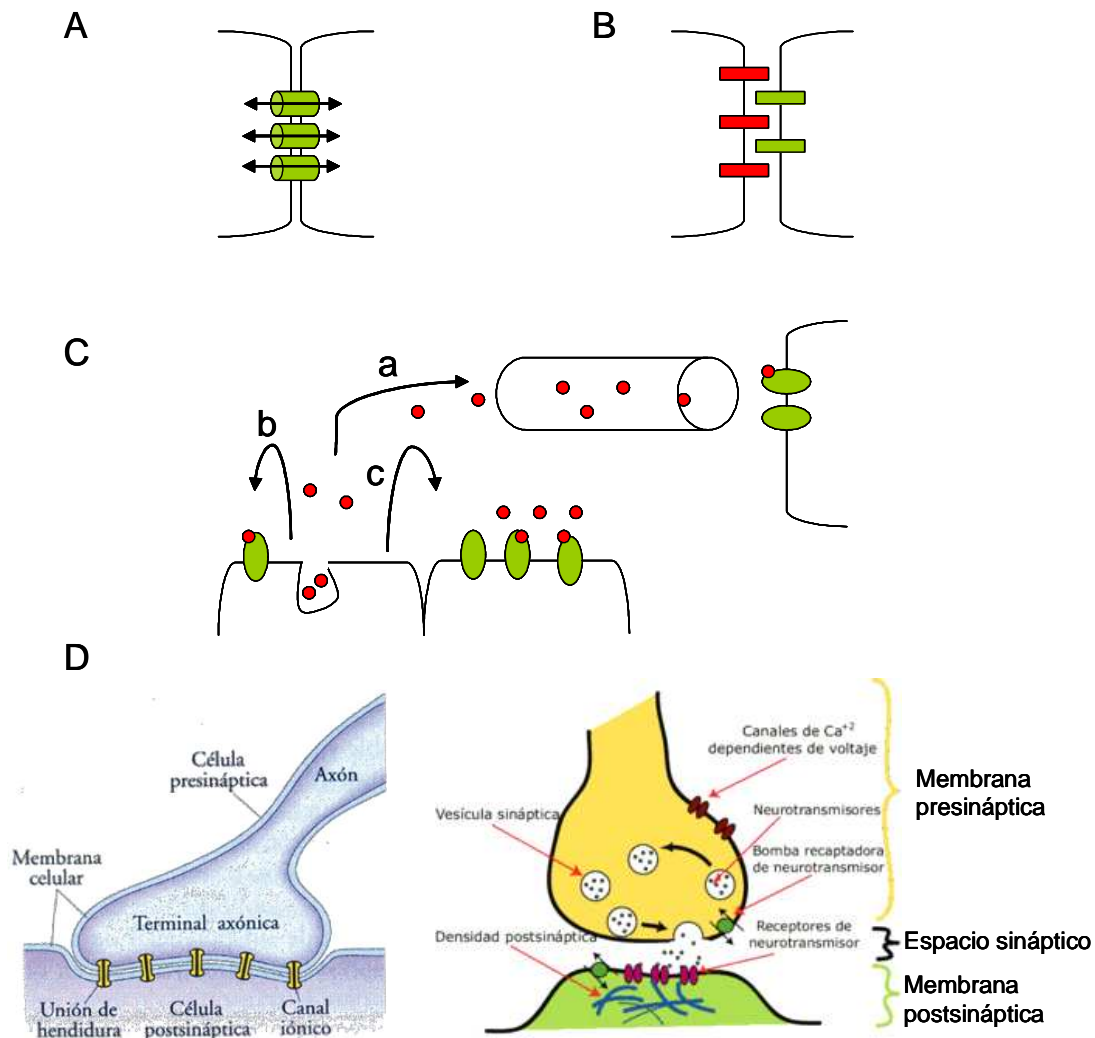 A
B
C
a
b
c
D
Célula
presináptica
Axón
Membrana
celular
Terminal axónica
Unión de
hendidura
Célula
postsináptica
Canal
iónico
Canales de Ca+2
dependientes de voltaje
Vesícula sináptica
Neurotransmisores
Bomba recaptadora
de neurotransmisor
Densidad postsináptica
Receptores de
neurotransmisor
Membrana
presináptica
Espacio sináptico
Membrana
postsináptica